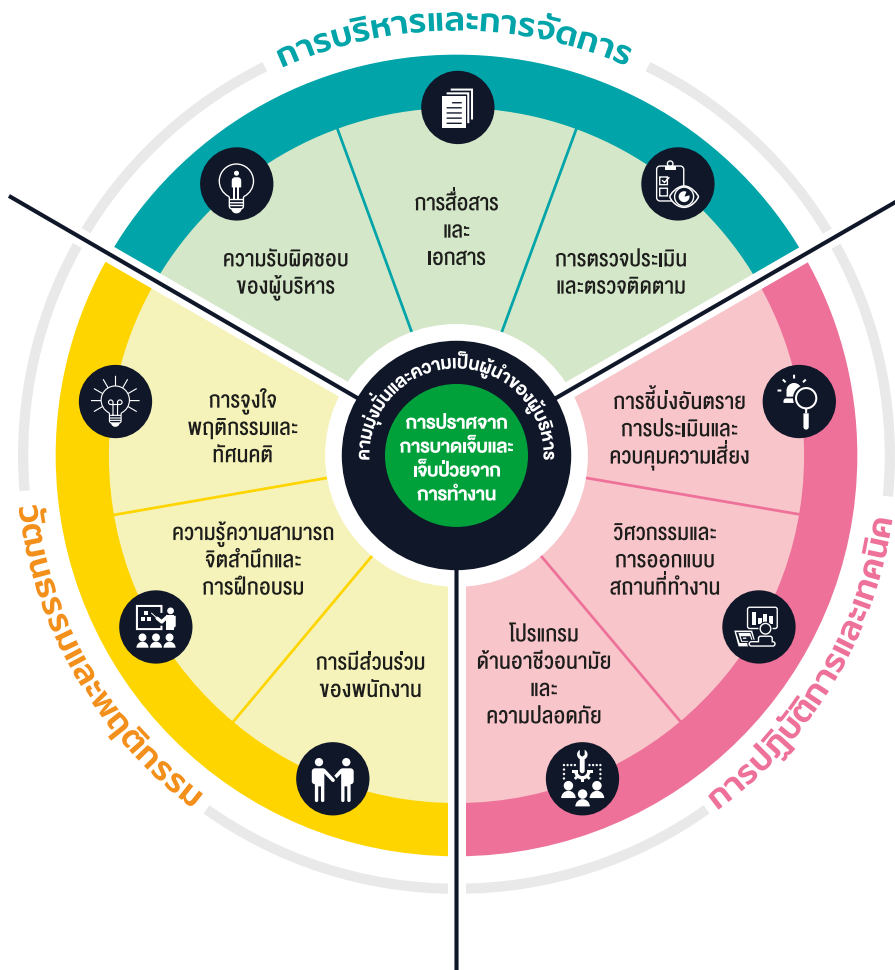 การบริหารและการจัดการ
ความรับผิดชอบ
ของผู้บริหาร
การสื่อสาร
และ
เอกสาร
การตรวจประเมิน
และตรวจติดตาม
ความมุ่งมั่นและความเป็นผู้นำของผู้บริหาร
การปราศจาก
การบาดเจ็บและ
เจ็บป่วยจาก
การทำงาน
การจูงใจ
พฤติกรรมและ
ทัศนคติ
ความรู้ความสามารถ
จิตสำนึกและ
การฝึกอบรม
การมีส่วนร่วม
ของพนักงาน
วัฒนธรรมและพฤติกรรม
การชี้บ่งอันตราย
การประเมินและ
ควบคุมความเสี่ยง
วิศวกรรมและ
การออกแบบ
สถานที่ทำงาน
โปรแกรม
ด้านอาชีวอนามัย
และ
ความปลอดภัย
การปฏิบัติการและเทคนิค